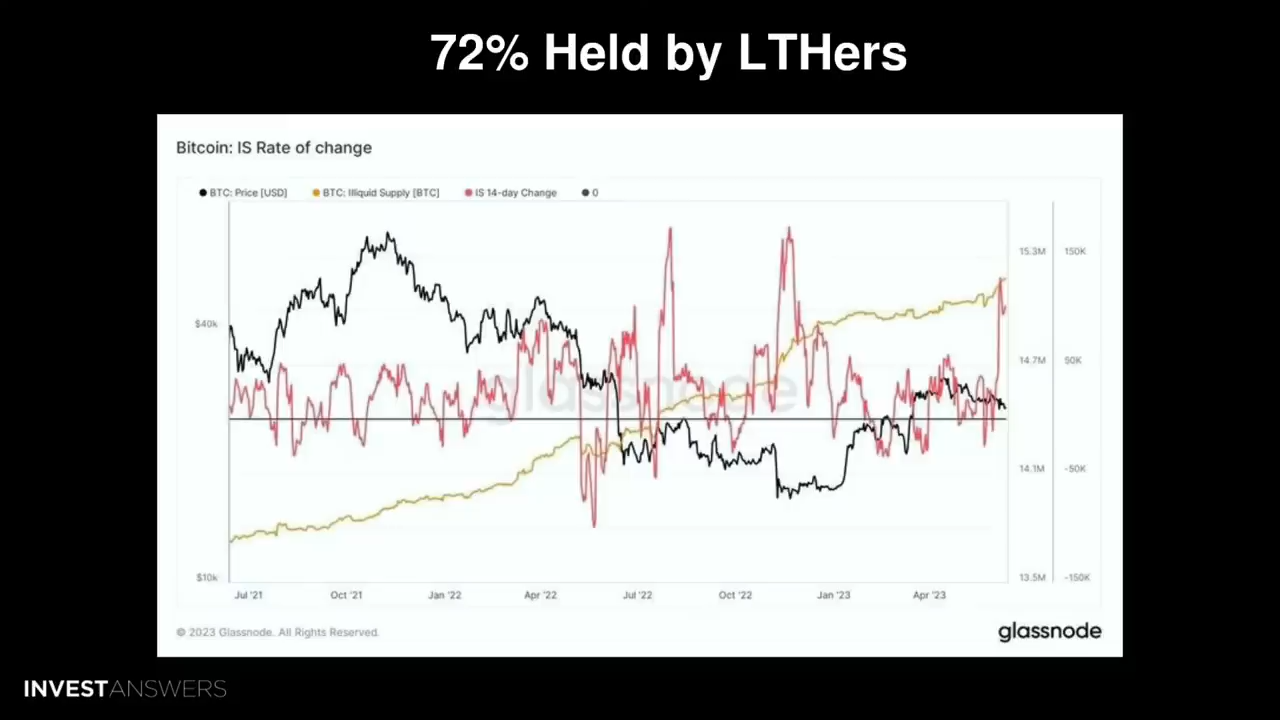 72% Held by LTHers
Bitcoin: IS Rate of change
BTC: Price [USD] BTC: Illiquid Supply [BTC] IS 14-day Change 0
15.3M 150K
$40k
14.7M 50K
glassnode
14.1M -50K
$10k 13.5M -150K
Jul '21 Oct '21 Jan '22 Apr '22 Jul '22 Oct '22 Jan '23 Apr '23
© 2023 Glassnode. All Rights Reserved. glassnode
INVESTANSWERS